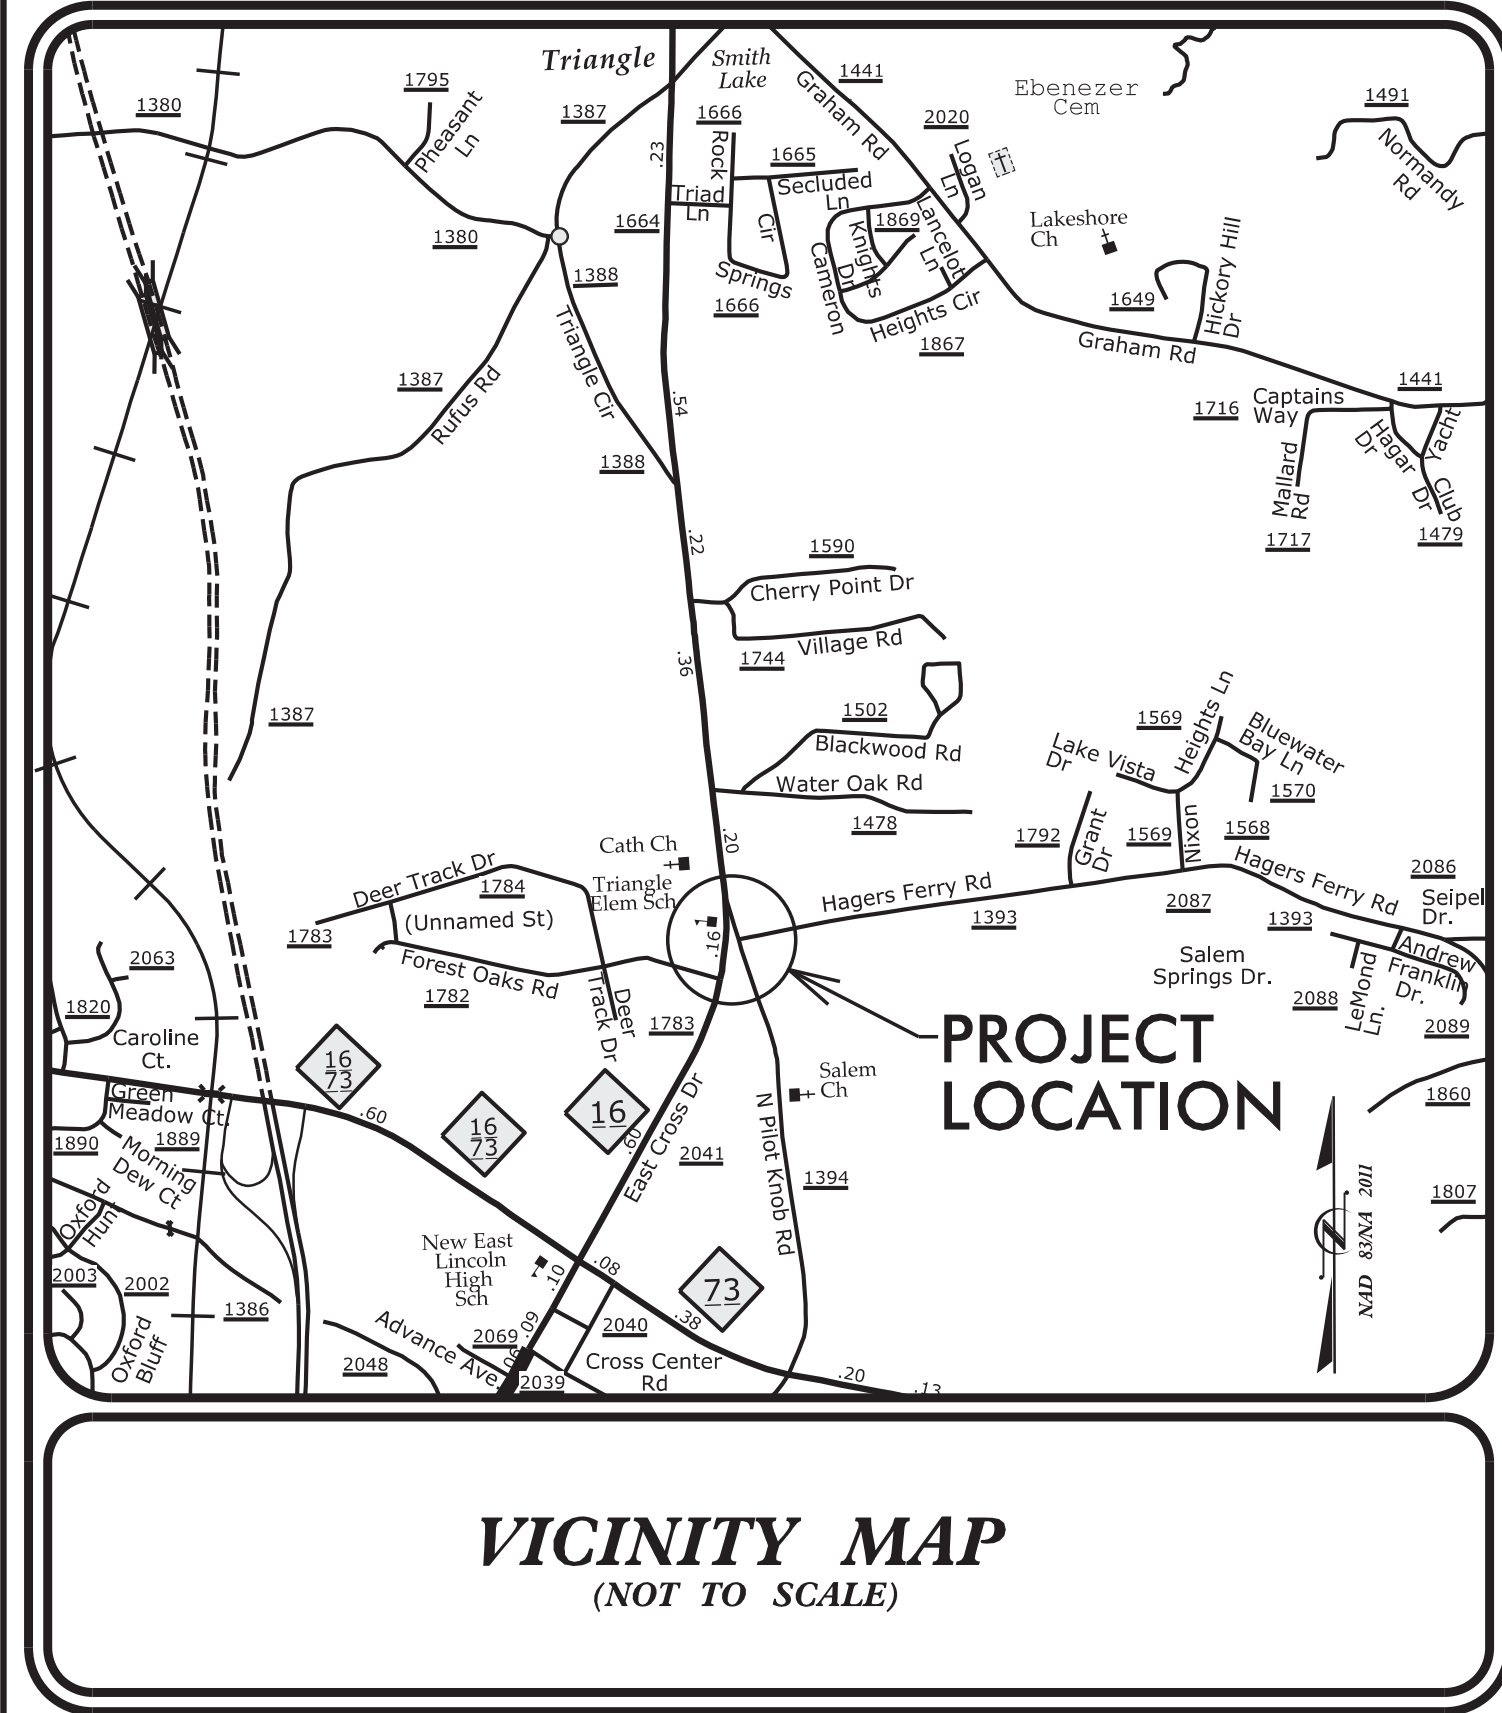 Triangle
Smith
Lake
1441
Graham Rd
Ebenezer
Cem
1491
Normandy
Rd
1795
1380
Pheasant
Ln
1387
.23
1666
Rock
2020
Logan
Ln
1665
Secluded
Ln
Triad
Ln
1664
Cir
1869
Lancelot
Ln
Knights
Dr
Cameron
Lakeshore
Ch
Hickory Hill
Dr
1380
1388
Springs
1666
Heights Cir
1867
1649
Graham Rd
Triangle Cir
1387
Rufus Rd
.54
1388
1441
1716
Captains
Way
Hagar
Dr
Yacht
Club
Dr
Mallard
Rd
1717
1479
.22
1590
Cherry Point Dr
Village Rd
1744
.36
1387
1502
Blackwood Rd
Water Oak Rd
1478
1569
Heights Ln
Bluewater
Bay Ln
Lake Vista
Dr
1570
1792
Grant
Dr
1569
Nixon
1568
.20
Cath Ch
Triangle
Elem Sch
Deer Track Dr
1784
(Unnamed St)
1783
Forest Oaks Rd
1782
.16
Hagers Ferry Rd
1393
2087
Hagers Ferry Rd
1393
2086
Seipel
Dr.
Andrew
Franklin
Dr.
Salem
Springs Dr.
2088
LeMond
Ln.
2089
2063
1820
Caroline
Ct.
Deer
Track Dr
1783
PROJECT
LOCATION
Green
Meadow Ct.
16
73
.60
16
73
16
.60
East Cross Dr
2041
Salem
Ch
N Pilot Knob Rd
1394
1860
1890
1889
Morning
Dew Ct
Oxford
Hunt
1807
NAD 83/NA 2011
2003
2002
1386
Oxford
Bluff
New East
Lincoln
High
Sch
.10
.08
73
.38
.09
2069
.06
2040
Advance Ave.
2048
2039
Cross Center
Rd
.20
.13
VICINITY MAP
(NOT TO SCALE)